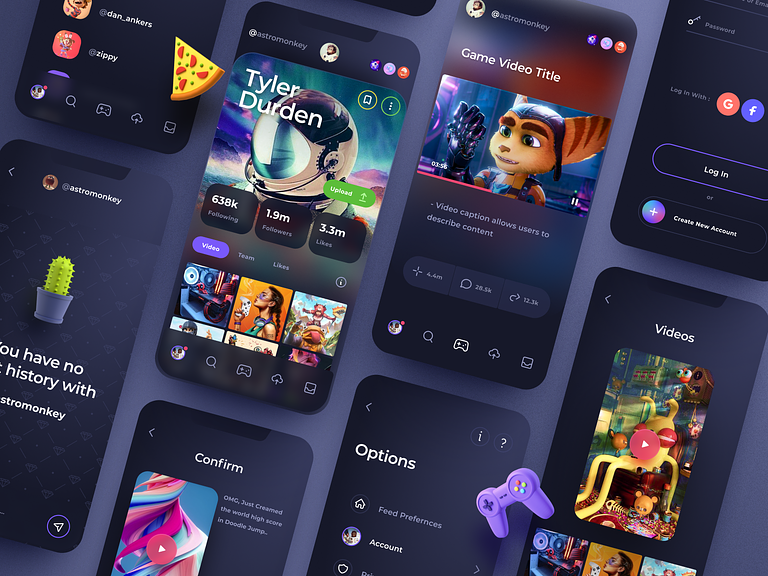 @dan_ankers
@zippy
@astromonkey
Tyler
Durden
Upload
638k
Following
1.9m
Followers
3.3m
Likes
Video
Team
Likes
@astromonkey
Game Video Title
03:56
- Video caption allows users to
describe content
4.4m
28.5k
12.3k
Password
Log In With :
G
f
Log In
or
Create New Account
@astromonkey
You have no
history with
astromonkey
Confirm
OMG, Just Creamed
the world high score
in Doodle Jump..
Options
Feed Prefernces
Account
Videos